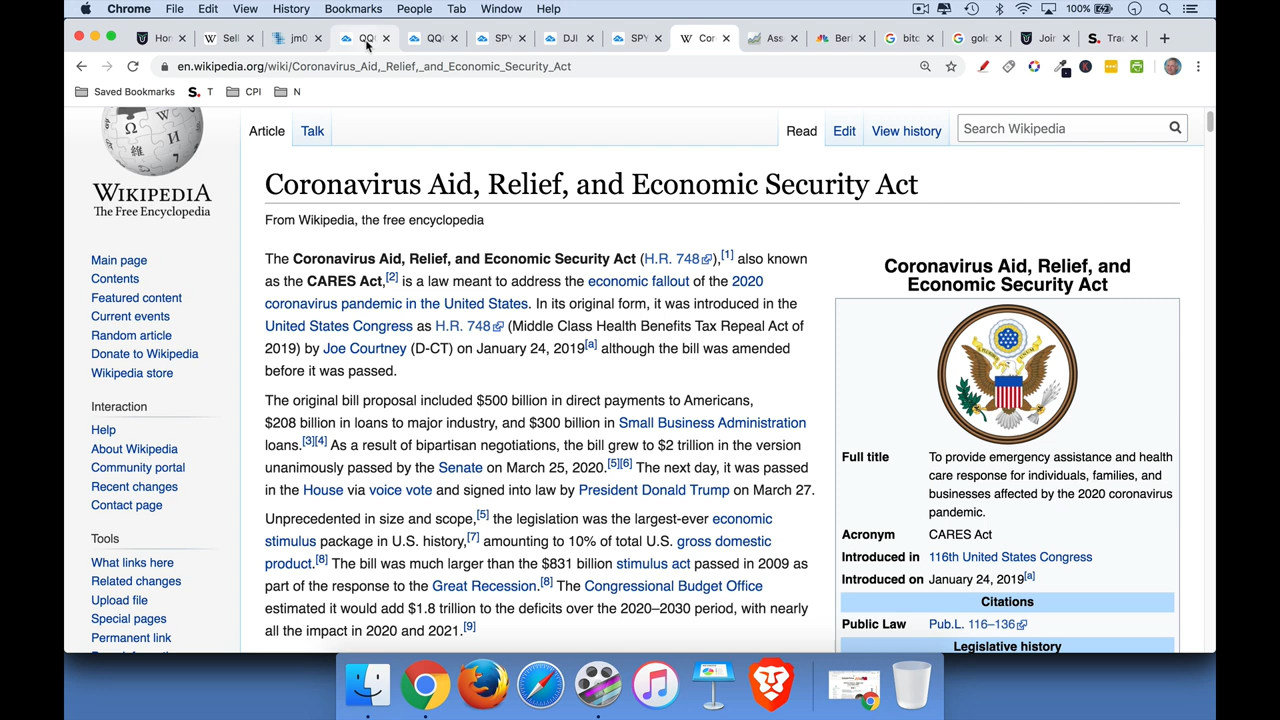 Chrome File Edit View History Bookmarks People Tab Window Help 100%
Hor Sell jm0 QQ QQ SPY DJI SPY Cor Ass Beri bitc gol Join Trac
en.wikipedia.org/wiki/Coronavirus_Aid,_Relief,_and_Economic_Security_Act
Saved Bookmarks S. T CPI N
Article Talk Read Edit View history Search Wikipedia
WIKIPEDIA
The Free Encyclopedia
Main page
Contents
Featured content
Current events
Random article
Donate to Wikipedia
Wikipedia store
Interaction
Help
About Wikipedia
Community portal
Recent changes
Contact page
Tools
What links here
Related changes
Upload file
Special pages
Permanent link
Coronavirus Aid, Relief, and Economic Security Act
From Wikipedia, the free encyclopedia
The Coronavirus Aid, Relief, and Economic Security Act (H.R. 748),[1] also known
as the CARES Act,[2] is a law meant to address the economic fallout of the 2020
coronavirus pandemic in the United States. In its original form, it was introduced in the
United States Congress as H.R. 748 (Middle Class Health Benefits Tax Repeal Act of
2019) by Joe Courtney (D-CT) on January 24, 2019[a] although the bill was amended
before it was passed.
The original bill proposal included $500 billion in direct payments to Americans,
$208 billion in loans to major industry, and $300 billion in Small Business Administration
loans.[3][4] As a result of bipartisan negotiations, the bill grew to $2 trillion in the version
unanimously passed by the Senate on March 25, 2020.[5][6] The next day, it was passed
in the House via voice vote and signed into law by President Donald Trump on March 27.
Unprecedented in size and scope,[5] the legislation was the largest-ever economic
stimulus package in U.S. history,[7] amounting to 10% of total U.S. gross domestic
product.[8] The bill was much larger than the $831 billion stimulus act passed in 2009 as
part of the response to the Great Recession.[8] The Congressional Budget Office
estimated it would add $1.8 trillion to the deficits over the 2020–2030 period, with nearly
all the impact in 2020 and 2021.[9]
Coronavirus Aid, Relief, and
Economic Security Act
Full title To provide emergency assistance and health
care response for individuals, families, and
businesses affected by the 2020 coronavirus
pandemic.
Acronym CARES Act
Introduced in 116th United States Congress
Introduced on January 24, 2019[a]
Citations
Public Law Pub.L. 116–136
Legislative history